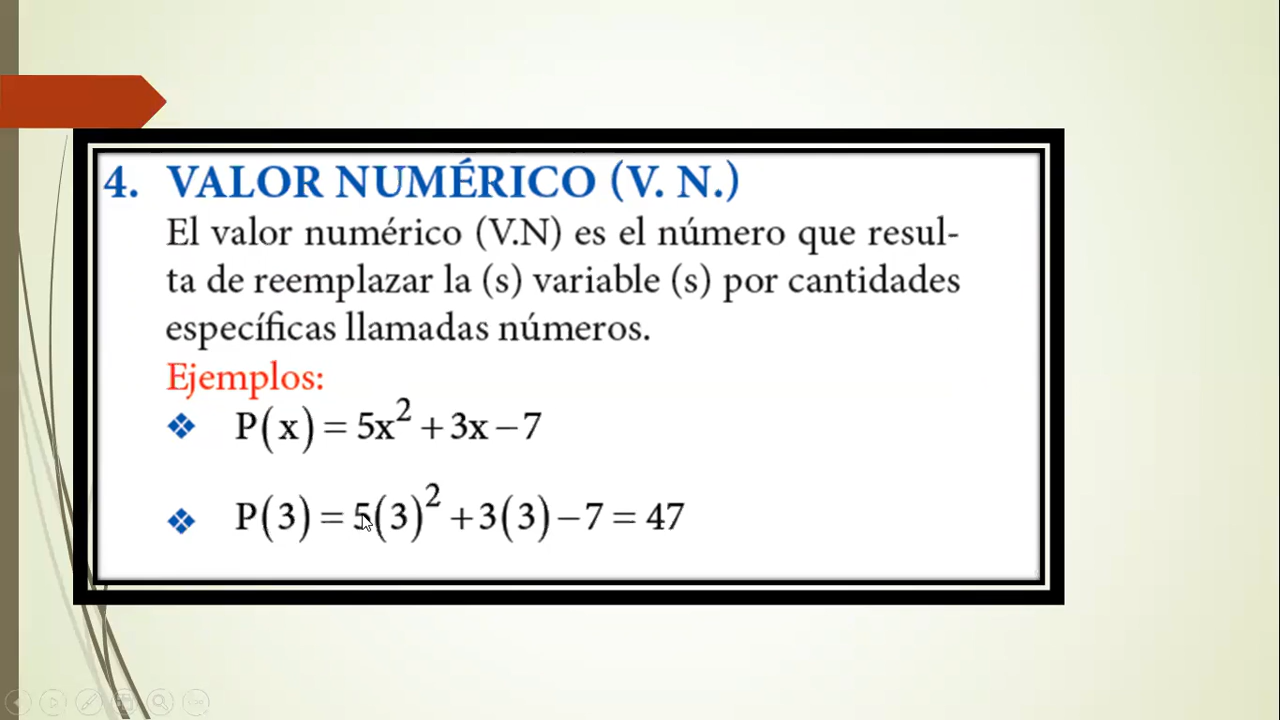 4. VALOR NUMÉRICO (V. N.)
El valor numérico (V.N) es el número que resul-
ta de reemplazar la (s) variable (s) por cantidades
específicas llamadas números.
Ejemplos:
❖ P(x) = 5x² + 3x − 7
❖ P(3) = 5(3)² + 3(3) − 7 = 47